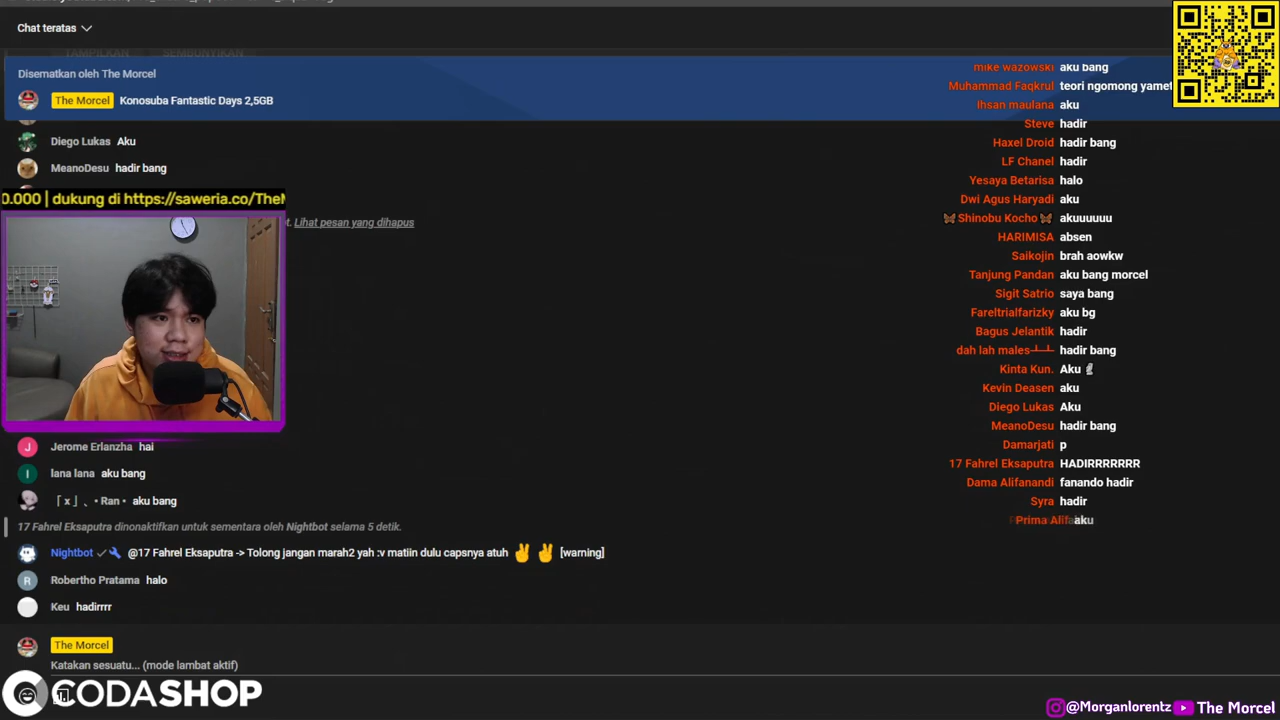 Chat teratas
TAMPILKAN SEMBUNYIKAN
Disematkan oleh The Morcel
The Morcel Konosuba Fantastic Days 2,5GB
Diego Lukas Aku
MeanoDesu hadir bang
0.000 | dukung di https://saweria.co/TheM
Lihat pesan yang dihapus
Jerome Erlanzha hai
lana lana aku bang
「 x 」、• Ran • aku bang
17 Fahrel Eksaputra dinonaktifkan untuk sementara oleh Nightbot selama 5 detik.
Nightbot @17 Fahrel Eksaputra -> Tolong jangan marah2 yah :v matiin dulu capsnya atuh ✌ ✌ [warning]
Robertho Pratama halo
Keu hadirrrr
The Morcel
Katakan sesuatu... (mode lambat aktif)
CODASHOP
mike wazowski aku bang
Muhammad Faqkrul teori ngomong yamet
Ihsan maulana aku
Steve hadir
Haxel Droid hadir bang
LF Chanel hadir
Yesaya Betarisa halo
Dwi Agus Haryadi aku
Shinobu Kocho akuuuuuu
HARIMISA absen
Saikojin brah aowkw
Tanjung Pandan aku bang morcel
Sigit Satrio saya bang
Fareltrialfarizky aku bg
Bagus Jelantik hadir
dah lah males┴┴ hadir bang
Kinta Kun. Aku
Kevin Deasen aku
Diego Lukas Aku
MeanoDesu hadir bang
Damarjati p
17 Fahrel Eksaputra HADIRRRRRRR
Dama Alifanandi fanando hadir
Syra hadir
Prima Alifa aku
@Morganlorentz The Morcel